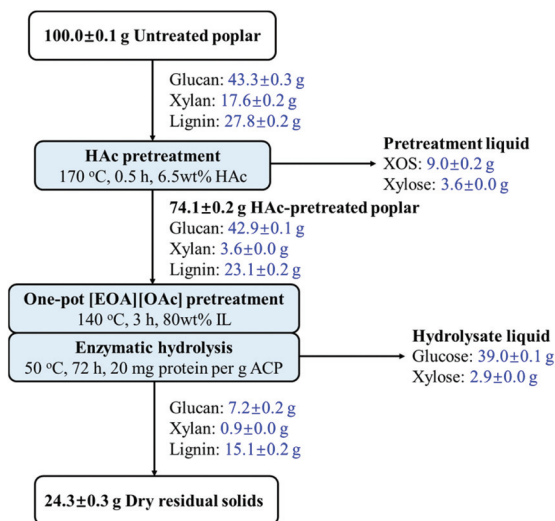 100.0±0.1 g Untreated poplar
Glucan: 43.3±0.3 g
Xylan: 17.6±0.2 g
Lignin: 27.8±0.2 g
HAc pretreatment
170 °C, 0.5 h, 6.5wt% HAc
Pretreatment liquid
XOS: 9.0±0.2 g
Xylose: 3.6±0.0 g
74.1±0.2 g HAc-pretreated poplar
Glucan: 42.9±0.1 g
Xylan: 3.6±0.0 g
Lignin: 23.1±0.2 g
One-pot [EOA][OAc] pretreatment
140 °C, 3 h, 80wt% IL
Enzymatic hydrolysis
50 °C, 72 h, 20 mg protein per g ACP
Hydrolysate liquid
Glucose: 39.0±0.1 g
Xylose: 2.9±0.0 g
Glucan: 7.2±0.2 g
Xylan: 0.9±0.0 g
Lignin: 15.1±0.2 g
24.3±0.3 g Dry residual solids